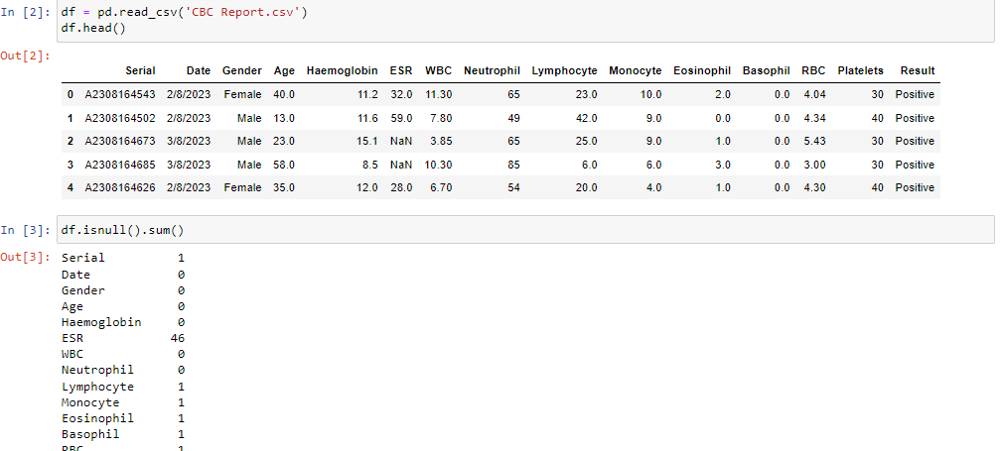 In [2]: df = pd.read_csv('CBC Report.csv')
df.head()
Out[2]:
Serial Date Gender Age Haemoglobin ESR WBC Neutrophil Lymphocyte Monocyte Eosinophil Basophil RBC Platelets Result
0 A2308164543 2/8/2023 Female 40.0 11.2 32.0 11.30 65 23.0 10.0 2.0 0.0 4.04 30 Positive
1 A2308164502 2/8/2023 Male 13.0 11.6 59.0 7.80 49 42.0 9.0 0.0 0.0 4.34 40 Positive
2 A2308164673 3/8/2023 Male 23.0 15.1 NaN 3.85 65 25.0 9.0 1.0 0.0 5.43 30 Positive
3 A2308164685 3/8/2023 Male 58.0 8.5 NaN 10.30 85 6.0 6.0 3.0 0.0 3.00 30 Positive
4 A2308164626 2/8/2023 Female 35.0 12.0 28.0 6.70 54 20.0 4.0 1.0 0.0 4.30 40 Positive
In [3]: df.isnull().sum()
Out[3]: Serial 1
Date 0
Gender 0
Age 0
Haemoglobin 0
ESR 46
WBC 0
Neutrophil 0
Lymphocyte 1
Monocyte 1
Eosinophil 1
Basophil 1
RBC 1